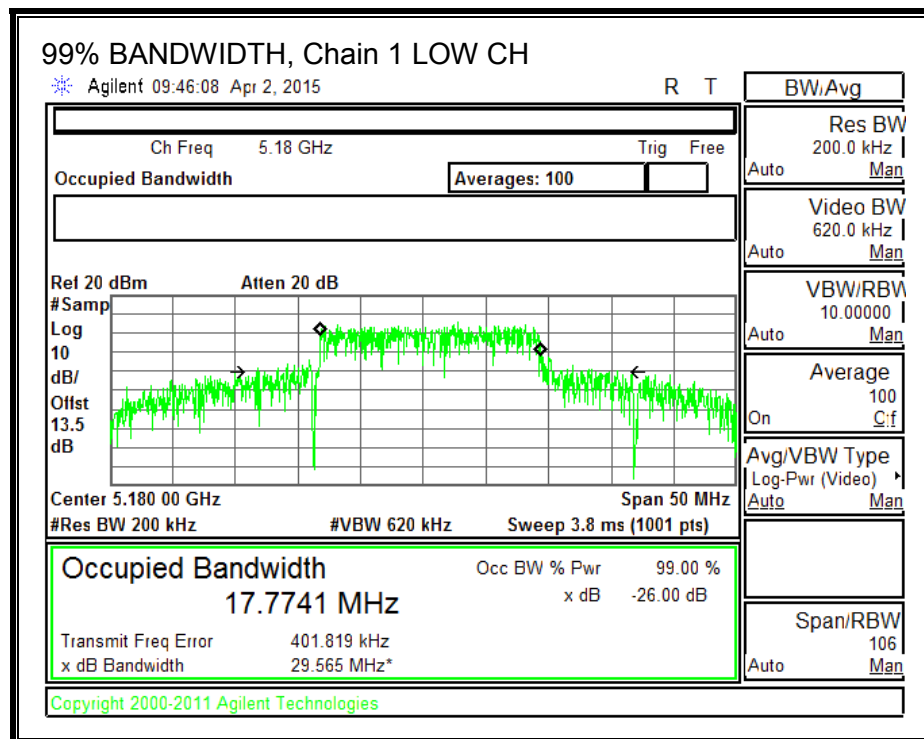 99% BANDWIDTH, Chain 1 LOW CH
Agilent 09:46:08 Apr 2, 2015 R T
Ch Freq 5.18 GHz Trig Free
Occupied Bandwidth Averages: 100
Ref 20 dBm Atten 20 dB
#Samp
Log
10
dB/
Offst
13.5
dB
Center 5.180 00 GHz Span 50 MHz
#Res BW 200 kHz #VBW 620 kHz Sweep 3.8 ms (1001 pts)
Occupied Bandwidth
17.7741 MHz
Occ BW % Pwr 99.00 %
x dB -26.00 dB
Transmit Freq Error 401.819 kHz
x dB Bandwidth 29.565 MHz*
Copyright 2000-2011 Agilent Technologies
BW/Avg
Res BW
200.0 kHz
Auto Man
Video BW
620.0 kHz
Auto Man
VBW/RBW
10.00000
Auto Man
Average
100
On Off
Avg/VBW Type
Log-Pwr (Video)
Auto Man
Span/RBW
106
Auto Man